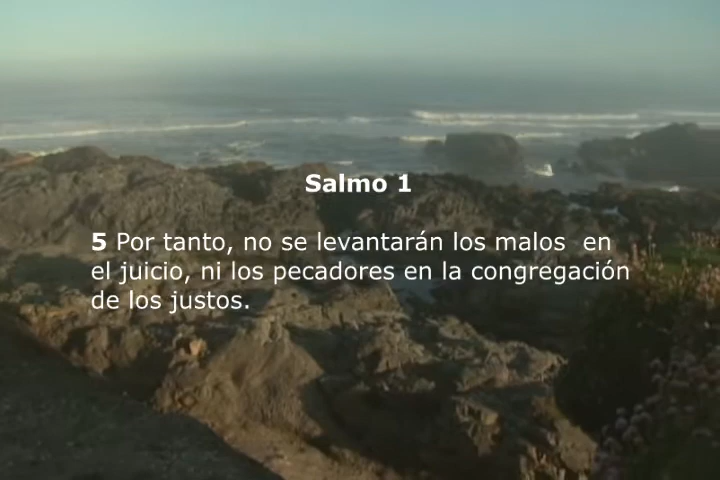 Salmo 1
5 Por tanto, no se levantarán los malos  en
el juicio, ni los pecadores en la congregación
de los justos.